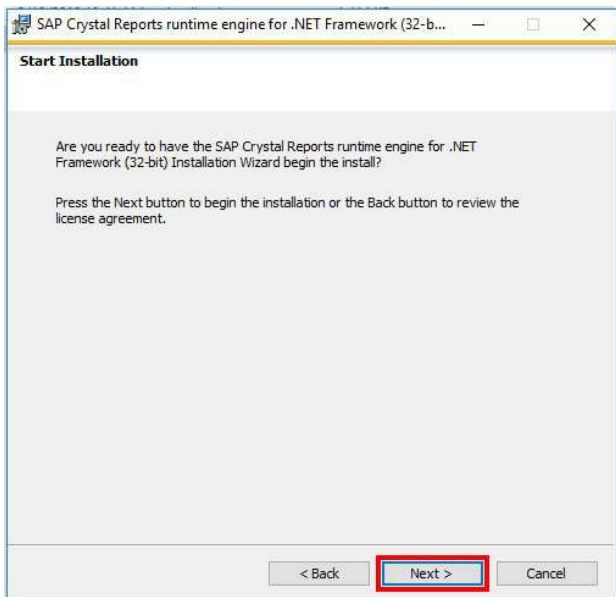 SAP Crystal Reports runtime engine for .NET Framework (32-b...
Start Installation
Are you ready to have the SAP Crystal Reports runtime engine for .NET
Framework (32-bit) Installation Wizard begin the install?
Press the Next button to begin the installation or the Back button to review the
license agreement.
< Back Next > Cancel